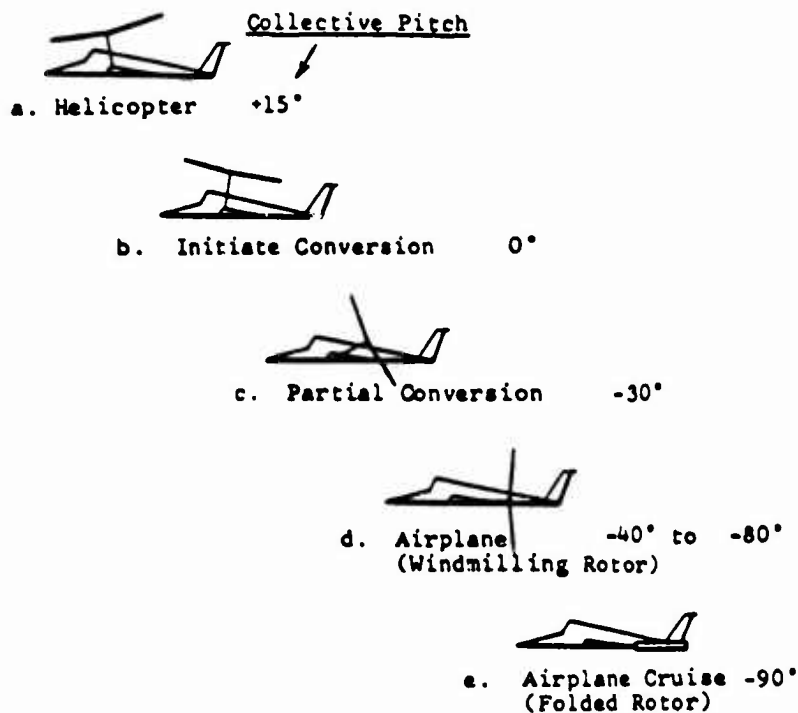 Collective Pitch
a. Helicopter +15°
b. Initiate Conversion 0°
c. Partial Conversion -30°
d. Airplane -40° to -80°
(Windmilling Rotor)
e. Airplane Cruise -90°
(Folded Rotor)